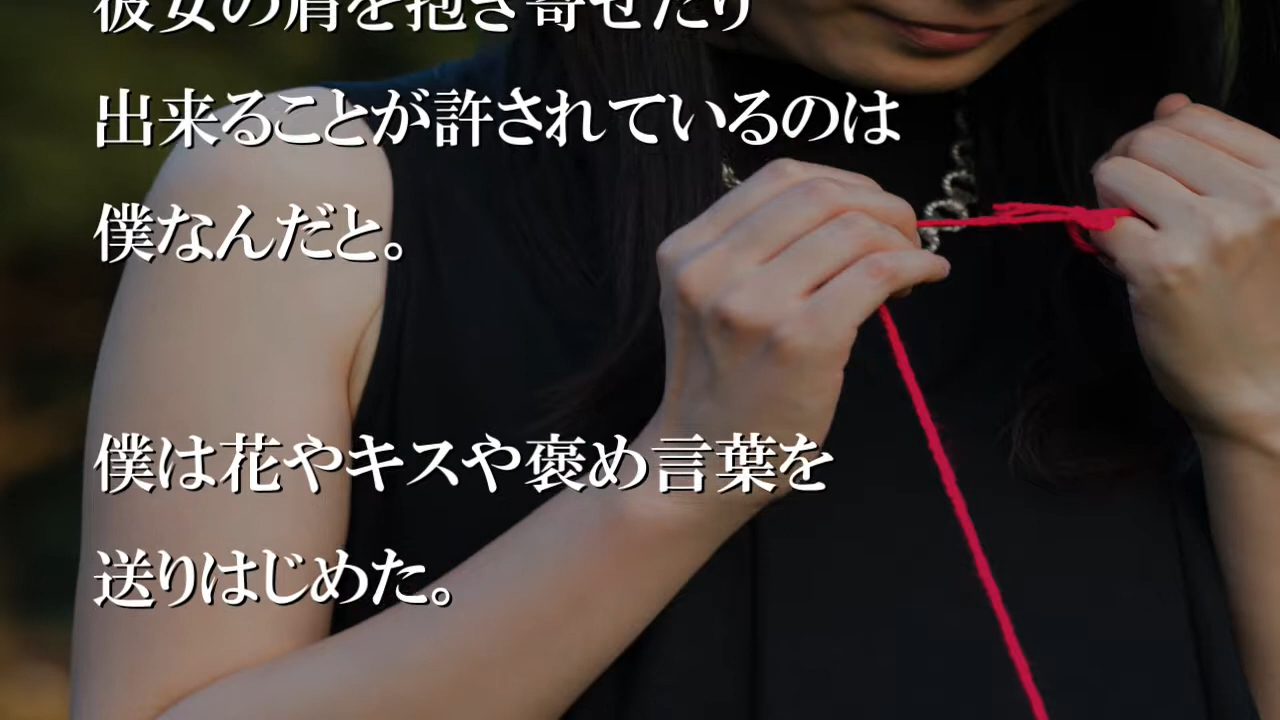 彼女の肩を抱き寄せたり
出来ることが許されているのは
僕なんだと。
僕は花やキスや褒め言葉を
送りはじめた。